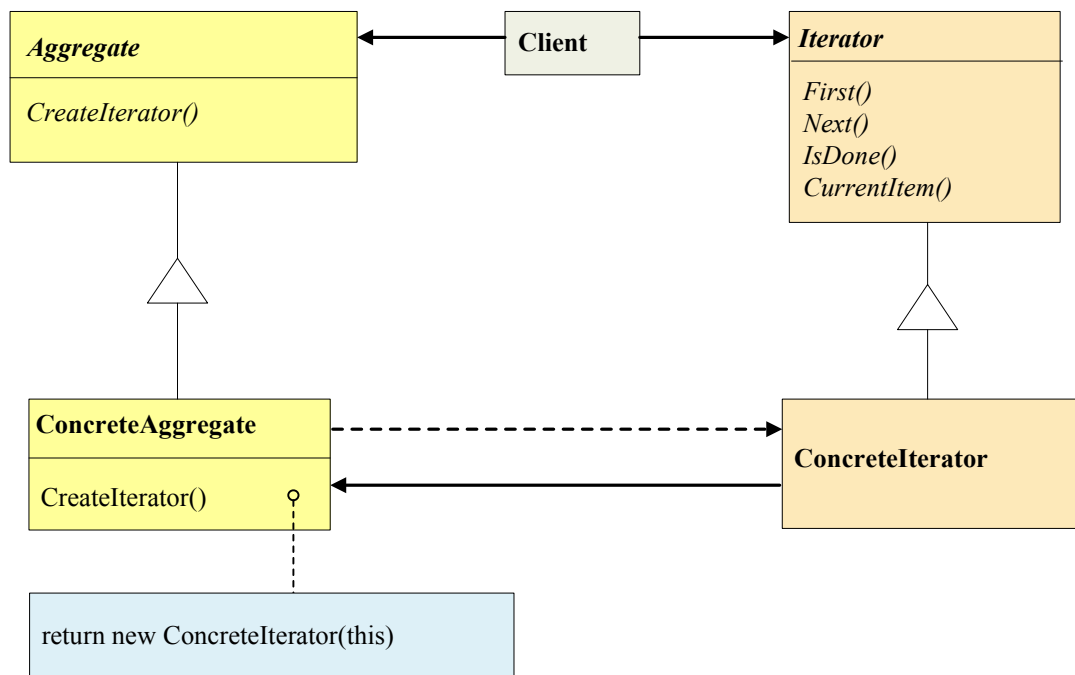 Aggregate
CreateIterator()
Client
Iterator
First()
Next()
IsDone()
CurrentItem()
ConcreteAggregate
CreateIterator()
ConcreteIterator
return new ConcreteIterator(this)